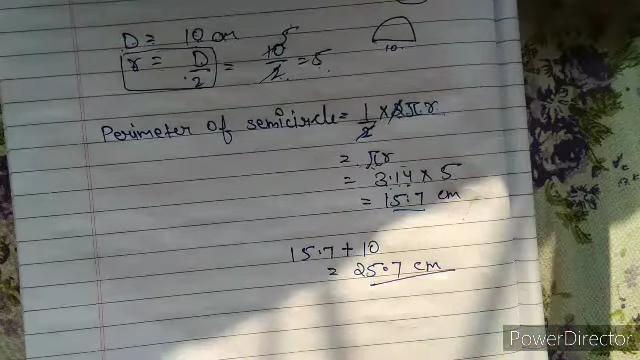 D = 10 cm
10
r = D/2 = 10/2 = 5
5
Perimeter of semicircle = 1/2 × 2πr
= πr
= 3.14 × 5
= 15.7 cm
15.7 + 10
= 25.7 cm
PowerDirector